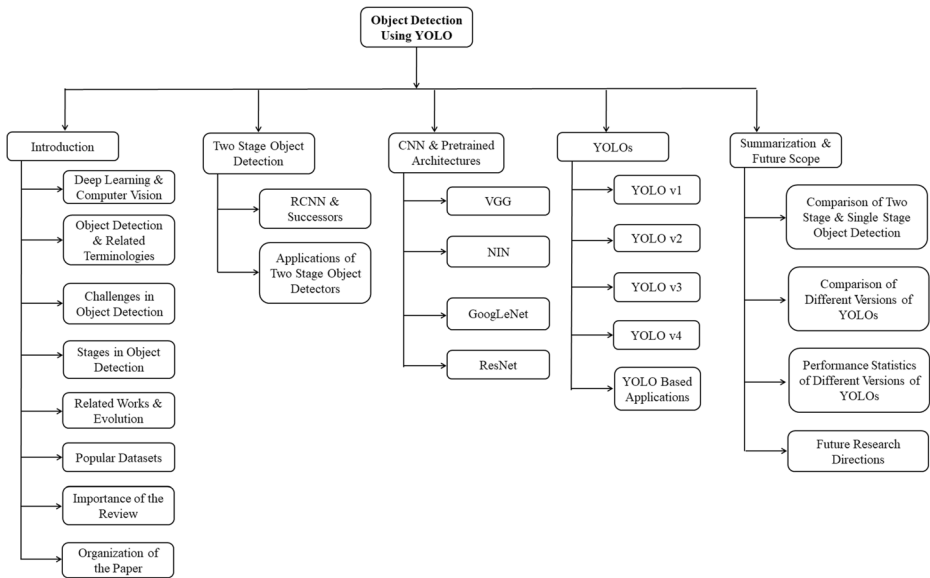 Object Detection
Using YOLO
Introduction
Deep Learning &
Computer Vision
Object Detection
& Related
Terminologies
Challenges in
Object Detection
Stages in Object
Detection
Related Works &
Evolution
Popular Datasets
Importance of the
Review
Organization of
the Paper
Two Stage Object
Detection
RCNN &
Successors
Applications of
Two Stage Object
Detectors
CNN & Pretrained
Architectures
VGG
NIN
GoogLeNet
ResNet
YOLOs
YOLO v1
YOLO v2
YOLO v3
YOLO v4
YOLO Based
Applications
Summarization &
Future Scope
Comparison of Two
Stage & Single Stage
Object Detection
Comparison of
Different Versions of
YOLOs
Performance Statistics
of Different Versions of
YOLOs
Future Research
Directions